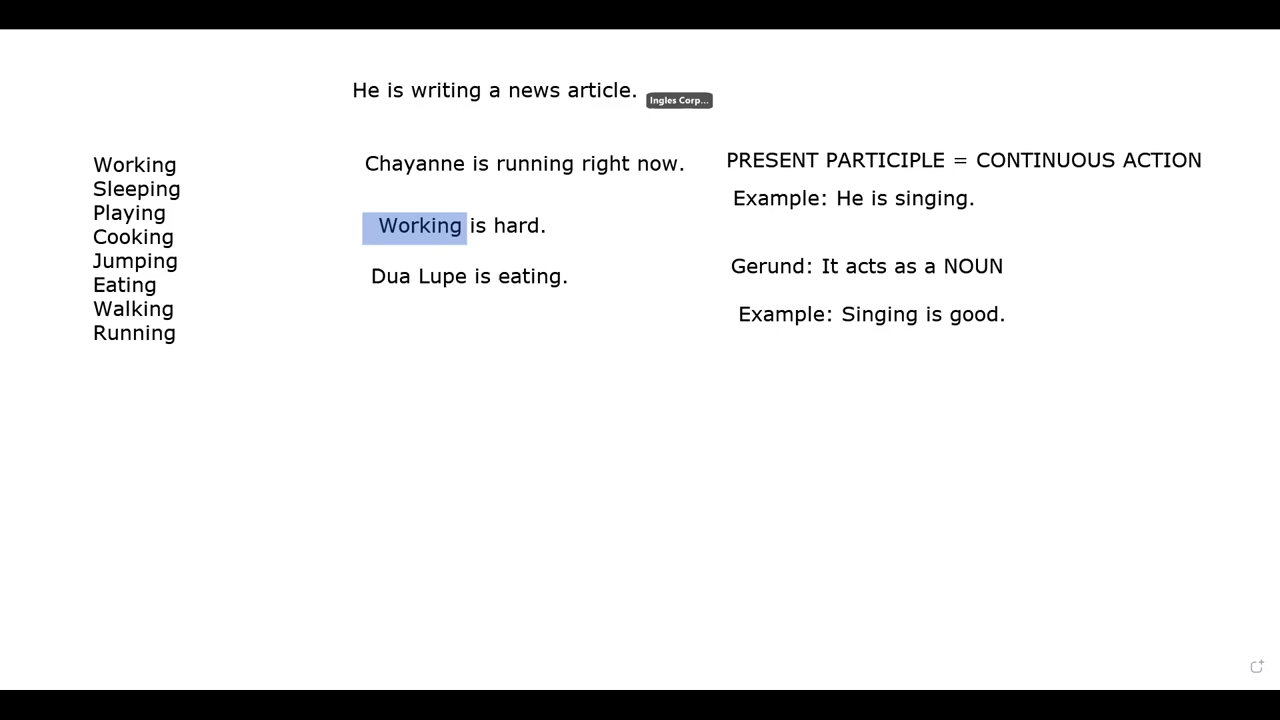 He is writing a news article.
Ingles Corp...
Working
Sleeping
Playing
Cooking
Jumping
Eating
Walking
Running
Chayanne is running right now.
Working is hard.
Dua Lupe is eating.
PRESENT PARTICIPLE = CONTINUOUS ACTION
Example: He is singing.
Gerund: It acts as a NOUN
Example: Singing is good.